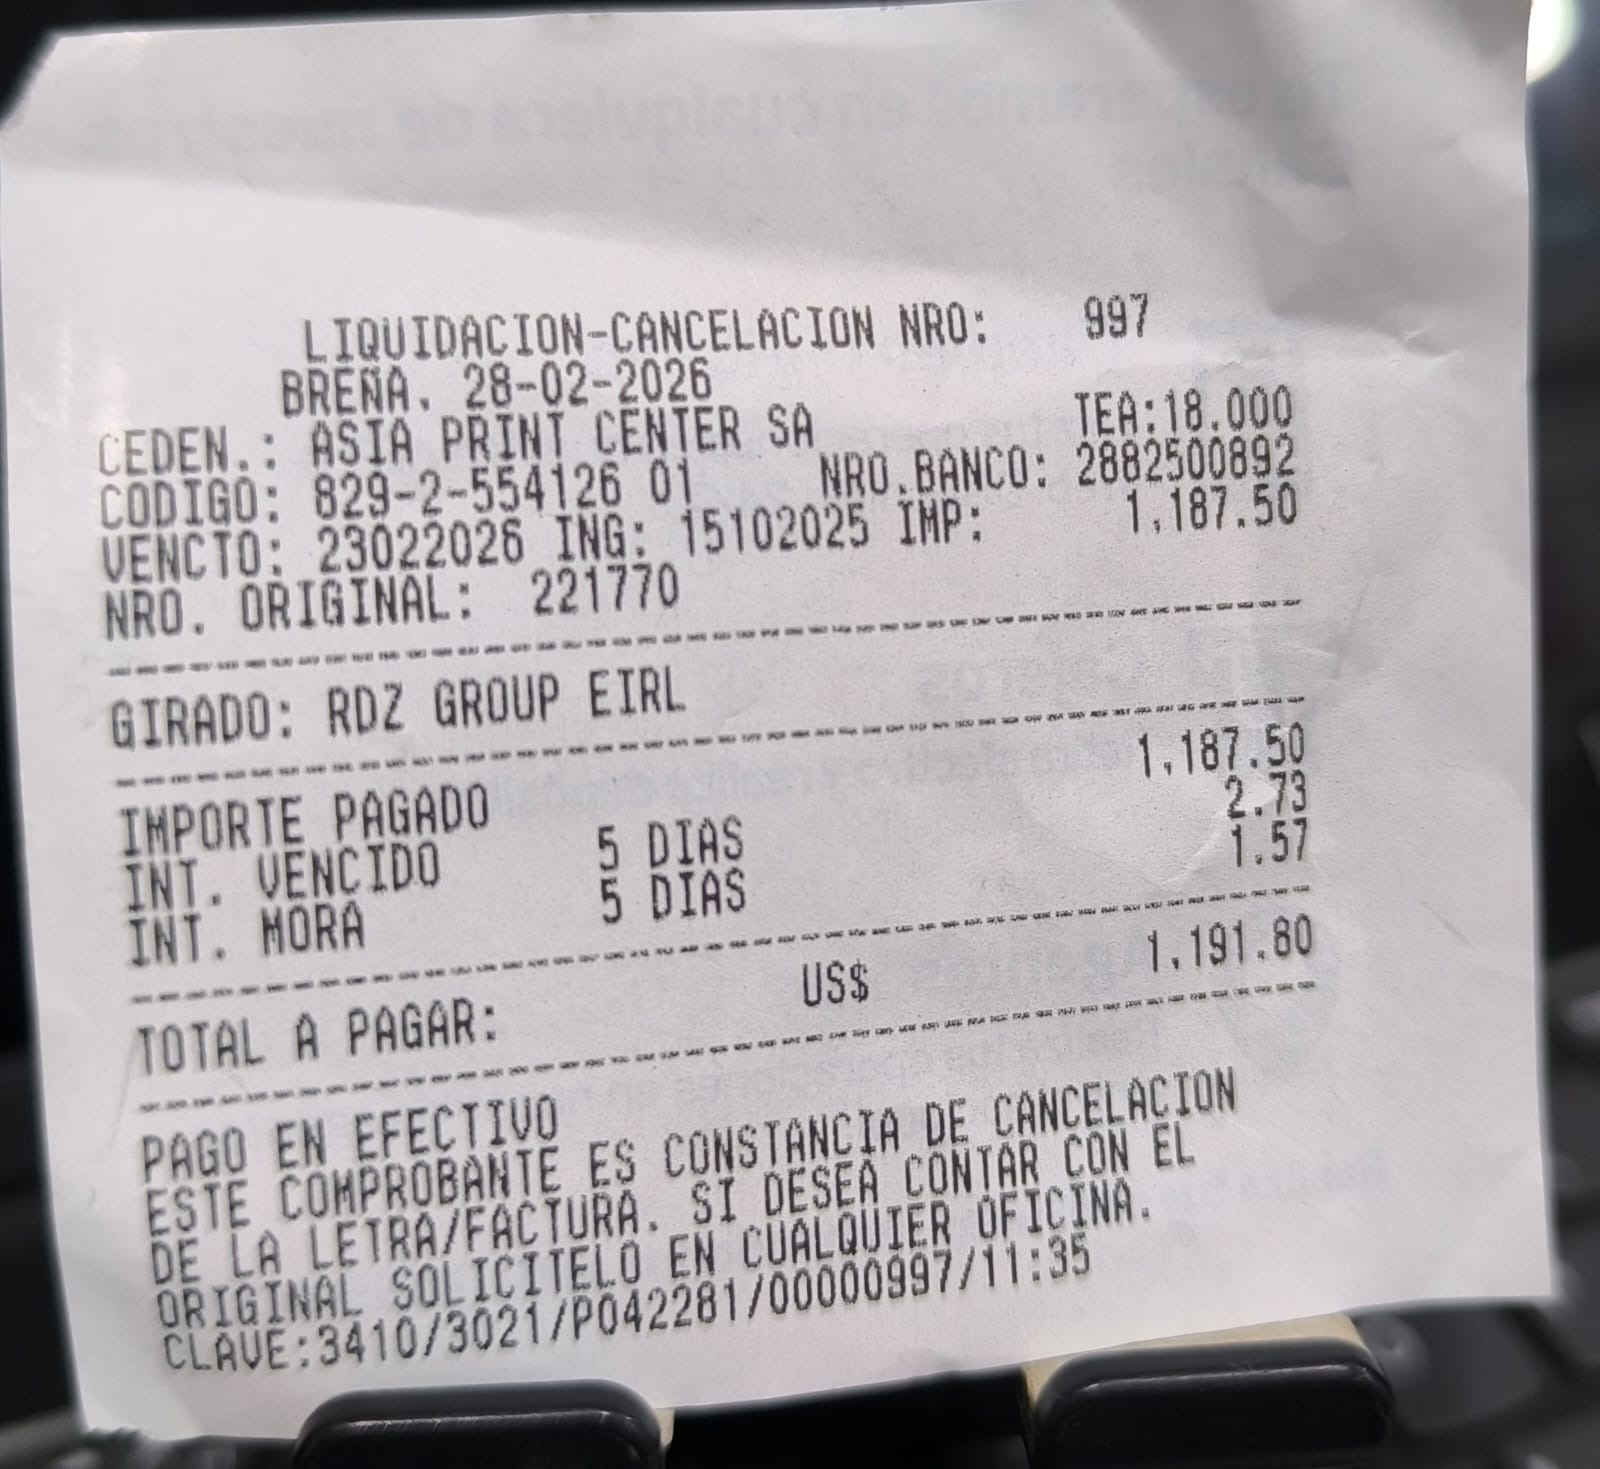 LIQUIDACION-CANCELACION NRO: 997
BREÑA. 28-02-2026
CEDEN.: ASIA PRINT CENTER SA TEA:18.000
CODIGO: 829-2-554126 01 NRO.BANCO: 2882500892
VENCTO: 23022026 ING: 15102025 IMP: 1,187.50
NRO. ORIGINAL: 221770
GIRADO: RDZ GROUP EIRL
IMPORTE PAGADO 1,187.50
INT. VENCIDO 5 DIAS 2.73
INT. MORA 5 DIAS 1.57
TOTAL A PAGAR: US$ 1,191.80
PAGO EN EFECTIVO
ESTE COMPROBANTE ES CONSTANCIA DE CANCELACION
DE LA LETRA/FACTURA. SI DESEA CONTAR CON EL
ORIGINAL SOLICITELO EN CUALQUIER OFICINA.
CLAVE:3410/3021/P042281/00000997/11:35